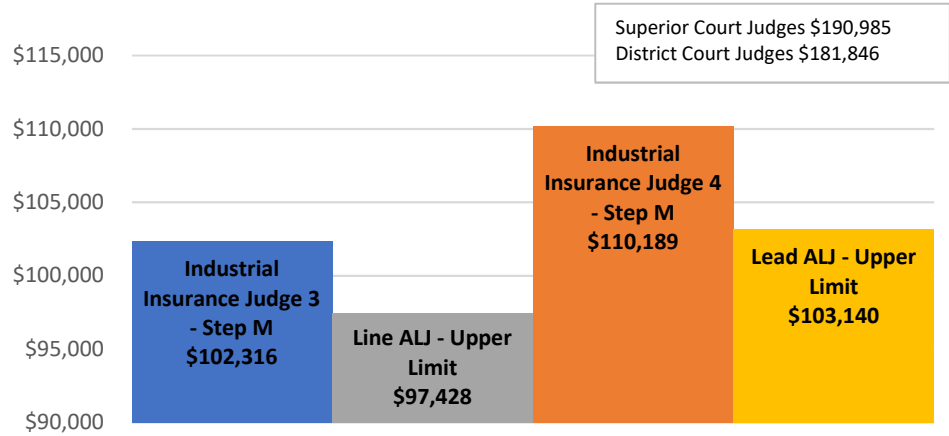 Superior Court Judges $190,985
District Court Judges $181,846
$115,000
$110,000
$105,000
$100,000
$95,000
$90,000
Industrial
Insurance Judge 3
- Step M
$102,316
Line ALJ - Upper
Limit
$97,428
Industrial
Insurance Judge 4
- Step M
$110,189
Lead ALJ - Upper
Limit
$103,140